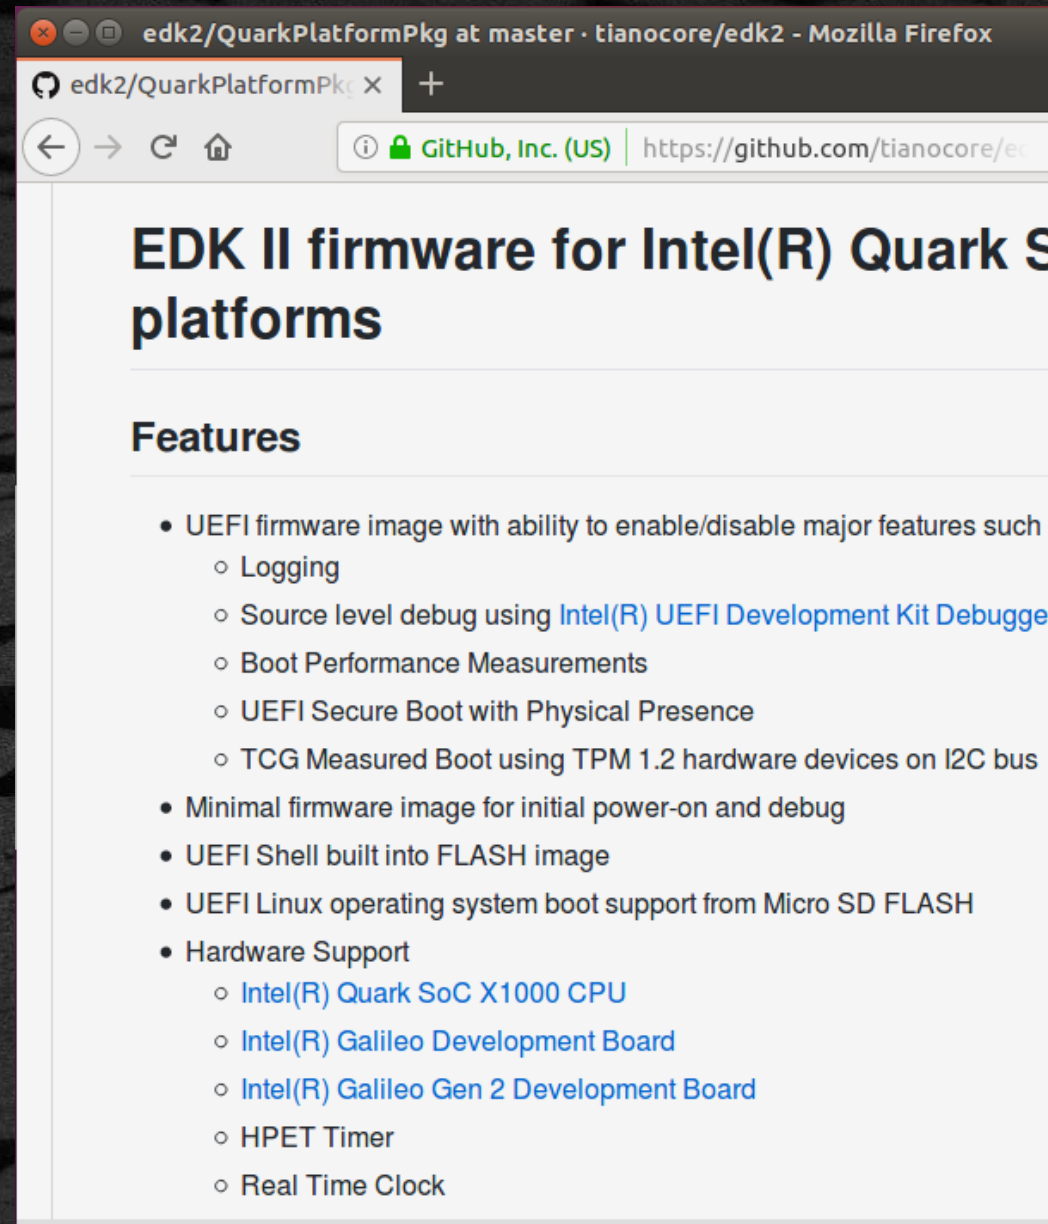 edk2/QuarkPlatformPkg at master · tianocore/edk2 - Mozilla Firefox
edk2/QuarkPlatformPkg
GitHub, Inc. (US) https://github.com/tianocore/e
EDK II firmware for Intel(R) Quark S
platforms
Features
UEFI firmware image with ability to enable/disable major features such
Logging
Source level debug using Intel(R) UEFI Development Kit Debugge
Boot Performance Measurements
UEFI Secure Boot with Physical Presence
TCG Measured Boot using TPM 1.2 hardware devices on I2C bus
Minimal firmware image for initial power-on and debug
UEFI Shell built into FLASH image
UEFI Linux operating system boot support from Micro SD FLASH
Hardware Support
Intel(R) Quark SoC X1000 CPU
Intel(R) Galileo Development Board
Intel(R) Galileo Gen 2 Development Board
HPET Timer
Real Time Clock